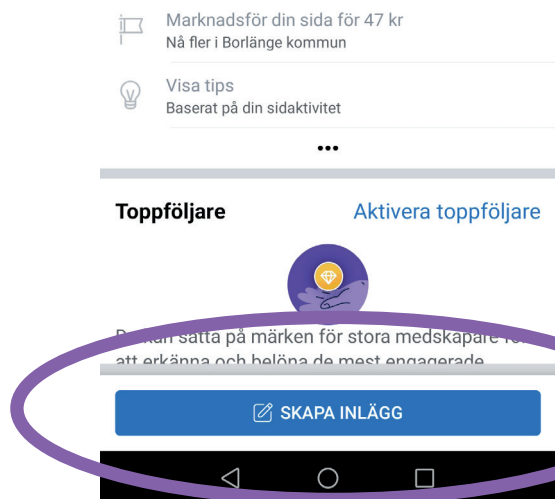 Marknadsför din sida för 47 kr
Nå fler i Borlänge kommun
Visa tips
Baserat på din sidaktivitet
Toppföljare
Aktivera toppföljare
kan sätta på märken för stora medskapare
att erkänna och belöna de mest engagerade
SKAPA INLÄGG